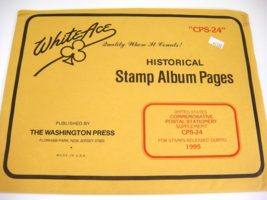 "CPS-24"
White Ace
Quality Where It Counts!
HISTORICAL
Stamp Album Pages
PUBLISHED BY
THE WASHINGTON PRESS
FLORHAM PARK, NEW JERSEY 07932
MADE IN U.S.A.
UNITED STATES
COMMEMORATIVE
POSTAL STATIONERY
SUPPLEMENT
CPS-24
FOR STAMPS RELEASED DURING
1995